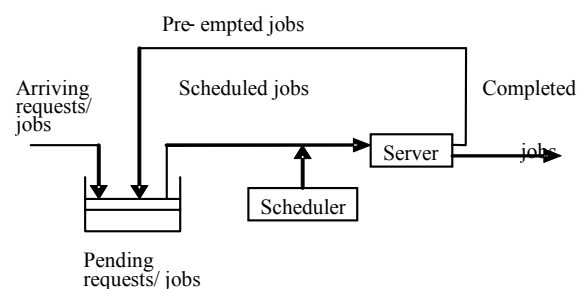 Pre- empted jobs
Arriving
requests/
jobs
Scheduled jobs
Completed
jobs
Server
Scheduler
Pending
requests/ jobs